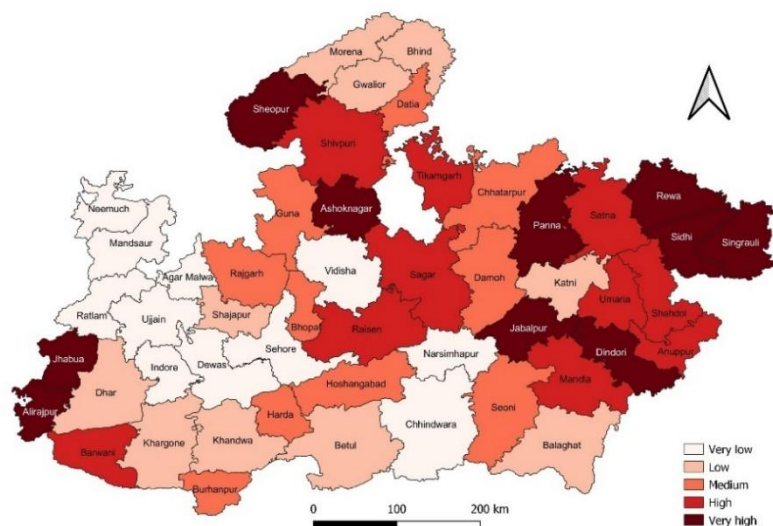 Morena
Bhind
Gwalior
Sheopur
Datia
Shivpuri
Tikamgarh
Chhatarpur
Rewa
Neemuch
Guna
Ashoknagar
Panna
Satna
Sidhi
Singrauli
Mandsaur
Agar Malwa
Rajgarh
Vidisha
Sagar
Damoh
Katni
Umaria
Shahdol
Ratlam
Ujjain
Shajapur
Bhopal
Raisen
Jabalpur
Dindori
Anuppur
Jhabua
Indore
Dewas
Sehore
Narsimhapur
Mandla
Alirajpur
Dhar
Hoshangabad
Harda
Seoni
Chhindwara
Khargone
Khandwa
Betul
Balaghat
Barwani
Burhanpur
Very low
Low
Medium
High
Very high
0 100 200 km